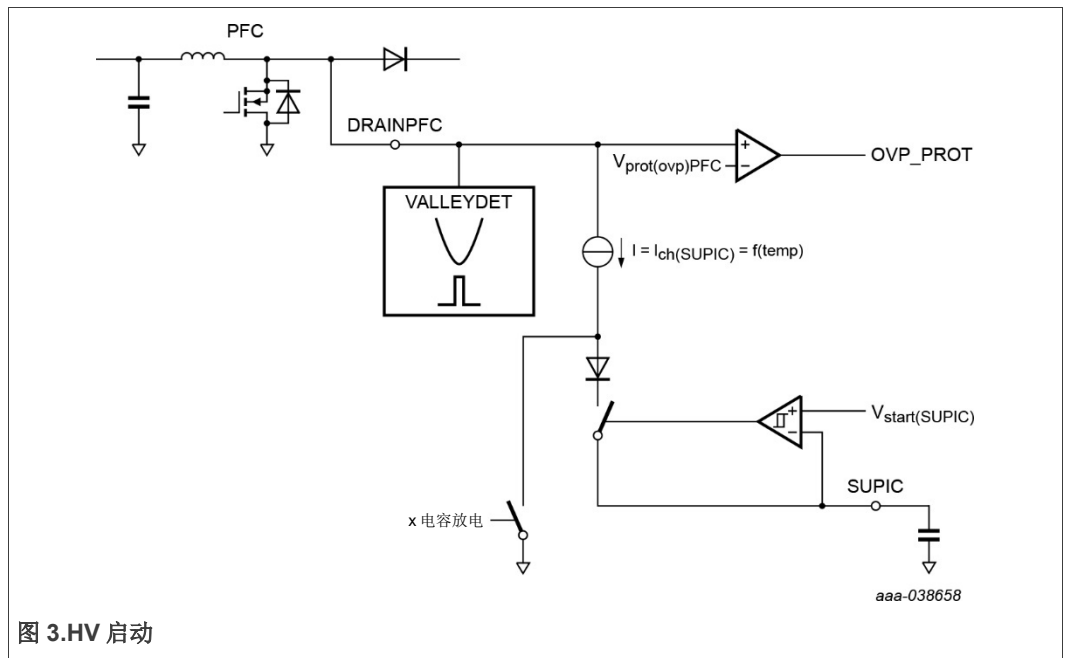 PFC
DRAINPFC
Vprot(ovp)PFC
+
−
OVP_PROT
VALLEYDET
I = Ich(SUPIC) = f(temp)
+
−
Vstart(SUPIC)
SUPIC
x 电容放电
aaa-038658
图 3.HV 启动